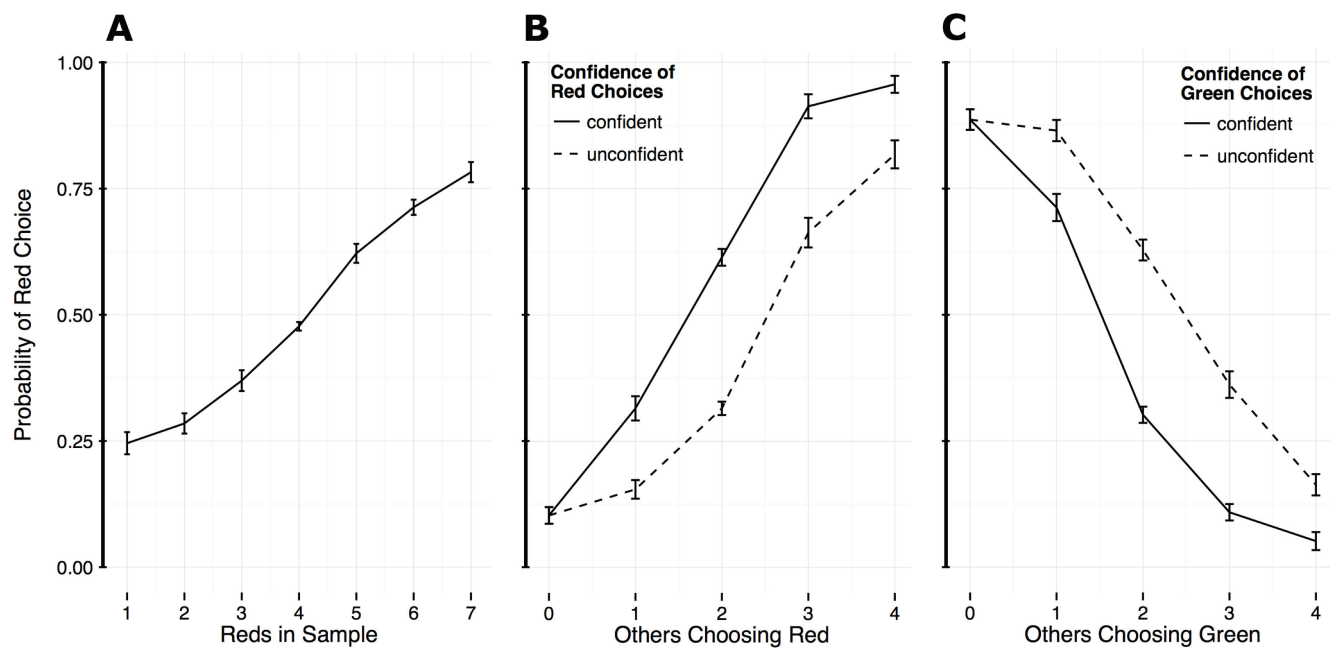 A
B
C
Probability of Red Choice
1.00
0.75
0.50
0.25
0.00
1 2 3 4 5 6 7
Reds in Sample
Confidence of
Red Choices
confident
unconfident
0 1 2 3 4
Others Choosing Red
Confidence of
Green Choices
confident
unconfident
0 1 2 3 4
Others Choosing Green